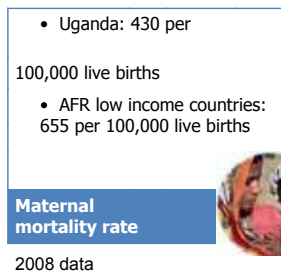 • Uganda: 430 per
100,000 live births
• AFR low income countries:
655 per 100,000 live births
Maternal
mortality rate
2008 data